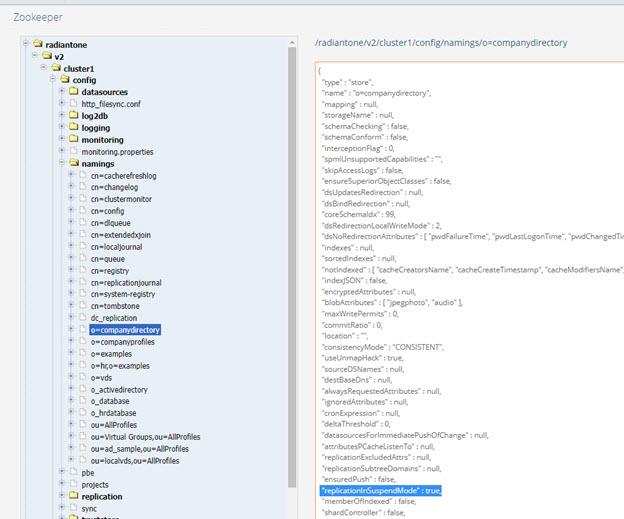 Zookeeper
radiantone
v2
cluster1
config
datasources
http_filesync.conf
log2db
logging
monitoring
monitoring.properties
namings
cn=cacherefreshlog
cn=changelog
cn=clustermonitor
cn=config
cn=dlqueue
cn=extendedxjoin
cn=localjournal
cn=queue
cn=registry
cn=replicationjournal
cn=system-registry
cn=tombstone
dc_replication
o=companydirectory
o=companyprofiles
o=examples
o=hr,o=examples
o=vds
o_activedirectory
o_database
o_hrdatabase
ou=AllProfiles
ou=Virtual Groups,ou=AllProfiles
ou=ad_sample,ou=AllProfiles
ou=localvds,ou=AllProfiles
pbe
projects
replication
sync
/radiantone/v2/cluster1/config/namings/o=companydirectory
{
"type" : "store",
"name" : "o=companydirectory",
"mapping" : null,
"storageName" : null,
"schemaChecking" : false,
"schemaConform" : false,
"interceptionFlag" : 0,
"spmlUnsupportedCapabilities" : "",
"skipAccessLogs" : false,
"ensureSuperiorObjectClasses" : false,
"dsUpdatesRedirection" : null,
"dsBindRedirection" : null,
"coreSchemaIdx" : 99,
"dsRedirectionLocalWriteMode" : 2,
"dsNoRedirectionAttributes" : [ "pwdFailureTime", "pwdLastLogonTime", "pwdChangedTim
"indexes" : null,
"sortedIndexes" : null,
"notIndexed" : [ "cacheCreatorsName", "cacheCreateTimestamp", "cacheModifiersName",
"indexJSON" : false,
"encryptedAttributes" : null,
"blobAttributes" : [ "jpegphoto", "audio" ],
"maxWritePermits" : 0,
"commitRatio" : 0,
"location" : "",
"consistencyMode" : "CONSISTENT",
"useUnmapHack" : true,
"sourceDSNames" : null,
"destBaseDns" : null,
"alwaysRequestedAttributes" : null,
"ignoredAttributes" : null,
"cronExpression" : null,
"deltaThreshold" : 0,
"datasourcesForImmediatePushOfChange" : null,
"attributesPCacheListenTo" : null,
"replicationExcludedAttrs" : null,
"replicationSubtreeDomains" : null,
"ensuredPush" : false,
"replicationInSuspendMode" : true,
"memberOfIndexed" : false,
"shardController" : false,